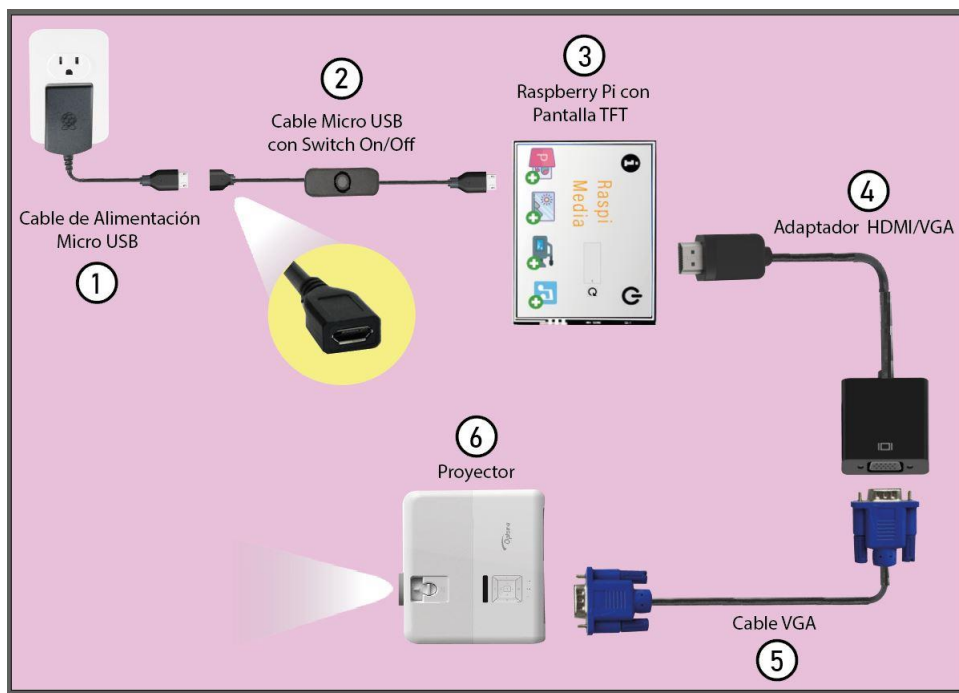 1
Cable de Alimentación
Micro USB
2
Cable Micro USB
con Switch On/Off
3
Raspberry Pi con
Pantalla TFT
Raspi
Media
P
i
4
Adaptador HDMI/VGA
5
Cable VGA
6
Proyector
Optoma